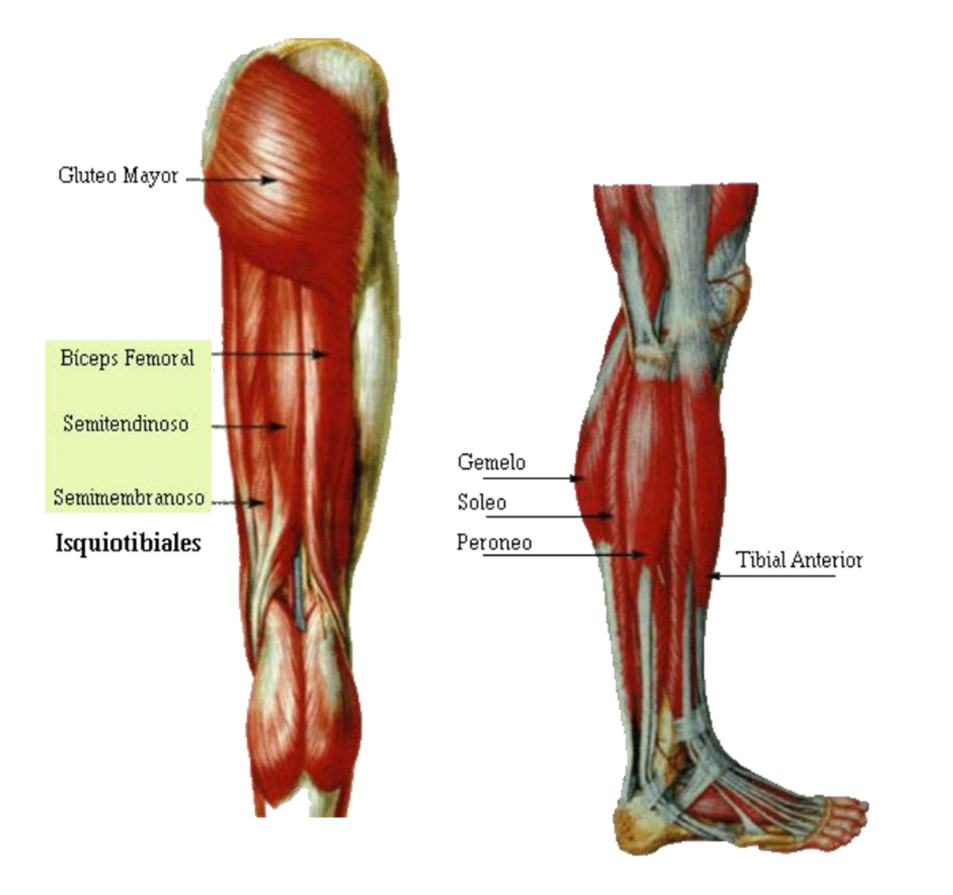 Gluteo Mayor
Bíceps Femoral
Semitendinoso
Semimembranoso
Isquiotibiales
Gemelo
Soleo
Peroneo
Tibial Anterior